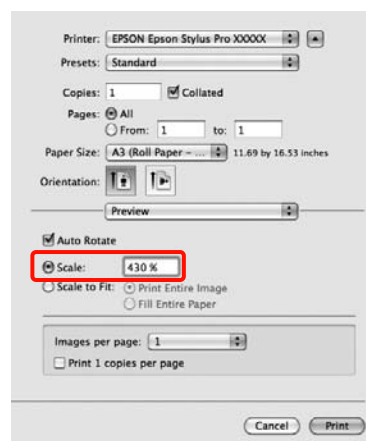 Printer: EPSON Epson Stylus Pro XXXXX
Presets: Standard
Copies: 1 Collated
Pages: All
From: 1 to: 1
Paper Size: A3 (Roll Paper - ... 11.69 by 16.53 inches
Orientation:
Preview
Auto Rotate
Scale: 430 %
Scale to Fit: Print Entire Image
Fill Entire Paper
Images per page: 1
Print 1 copies per page
Cancel Print